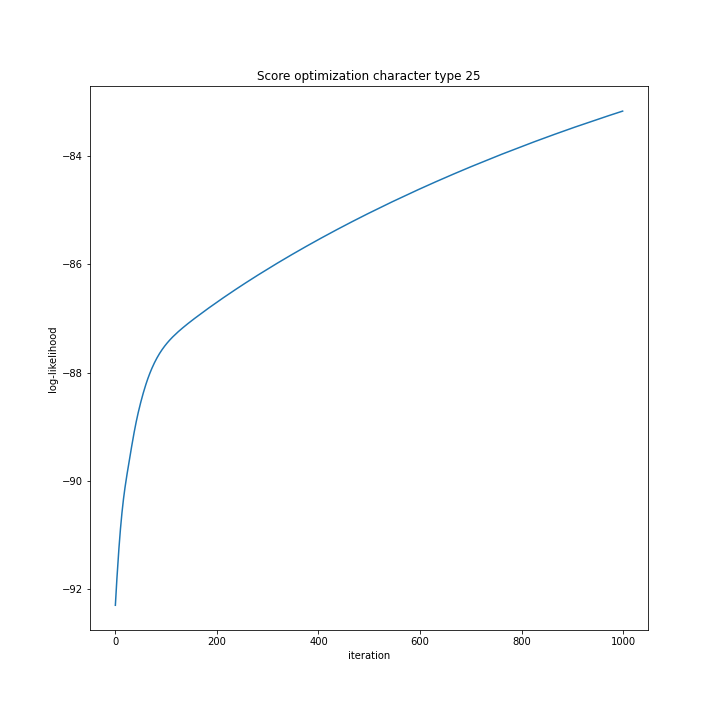 Score optimization character type 25
−84
−86
−88
−90
−92
log-likelihood
0 200 400 600 800 1000
iteration